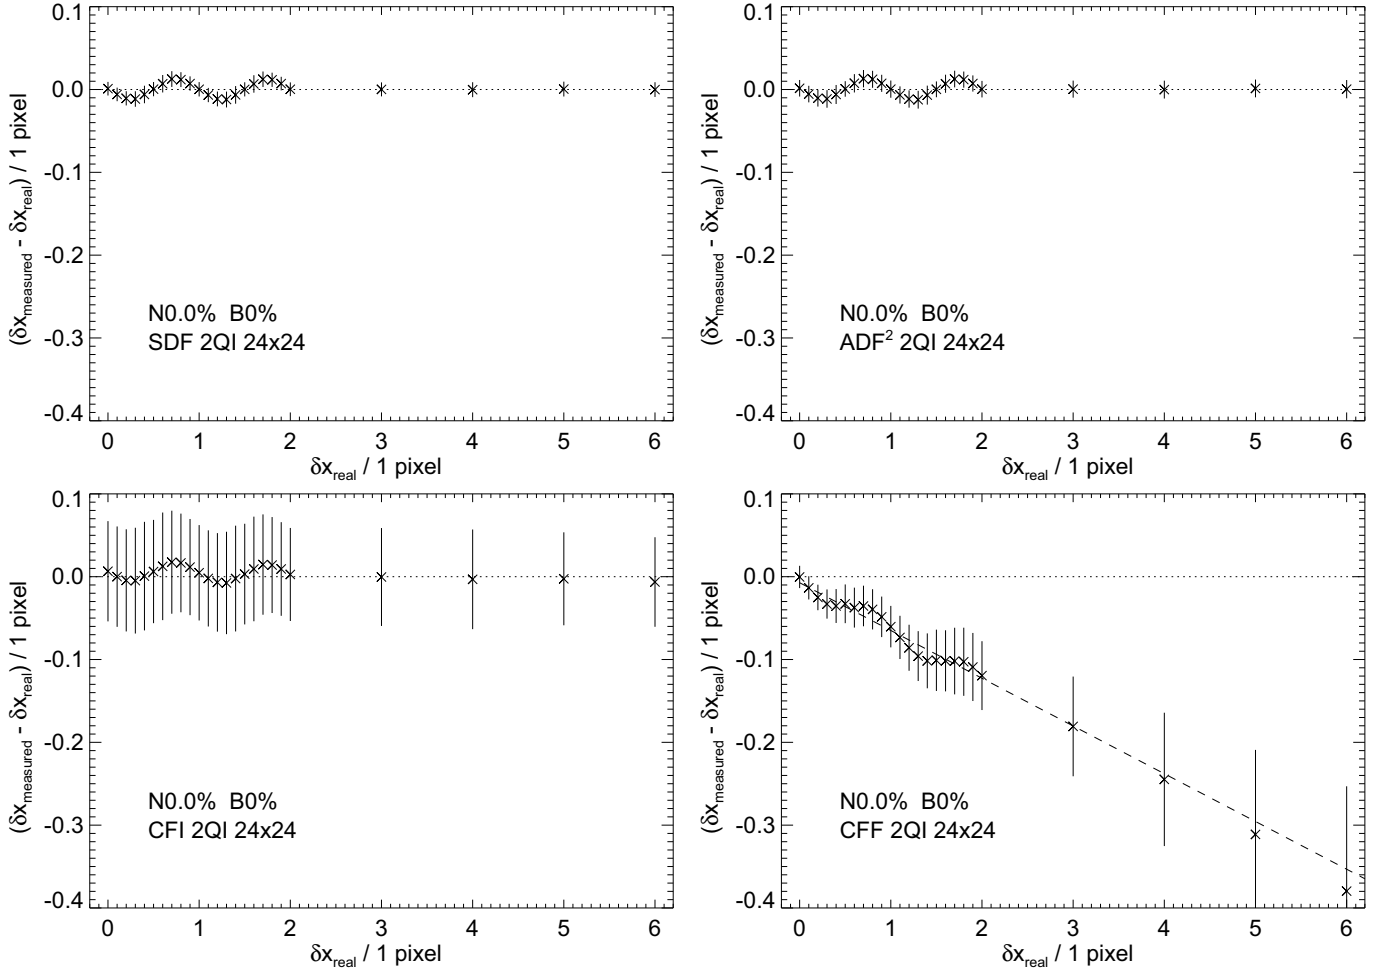 0.1
0.0
-0.1
-0.2
-0.3
-0.4
(δx_measured - δx_real) / 1 pixel
N0.0% B0%
SDF 2QI 24x24
0 1 2 3 4 5 6
δx_real / 1 pixel
0.1
0.0
-0.1
-0.2
-0.3
-0.4
(δx_measured - δx_real) / 1 pixel
N0.0% B0%
ADF² 2QI 24x24
0 1 2 3 4 5 6
δx_real / 1 pixel
0.1
0.0
-0.1
-0.2
-0.3
-0.4
(δx_measured - δx_real) / 1 pixel
N0.0% B0%
CFI 2QI 24x24
0 1 2 3 4 5 6
δx_real / 1 pixel
0.1
0.0
-0.1
-0.2
-0.3
-0.4
(δx_measured - δx_real) / 1 pixel
N0.0% B0%
CFF 2QI 24x24
0 1 2 3 4 5 6
δx_real / 1 pixel